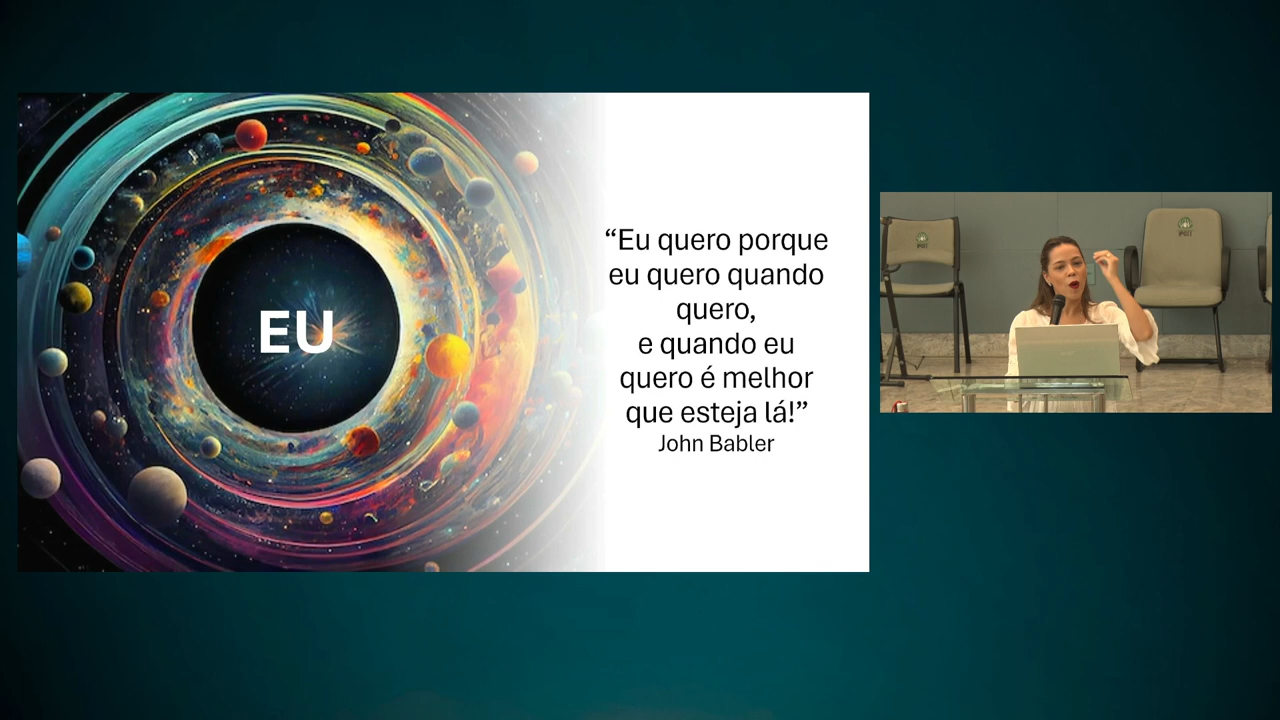 EU
“Eu quero porque
eu quero quando
quero,
e quando eu
quero é melhor
que esteja lá!”
John Babler